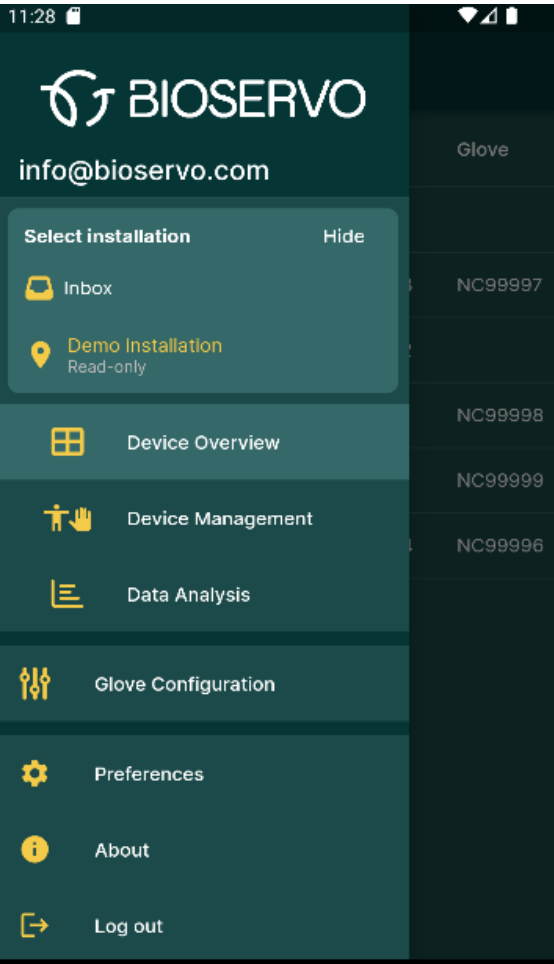 11:28
BIOSERVO
info@bioservo.com
Glove
Select installation Hide
Inbox
NC99997
Demo Installation
Read-only
NC99998
Device Overview
NC99999
Device Management
NC99996
Data Analysis
Glove Configuration
Preferences
About
Log out